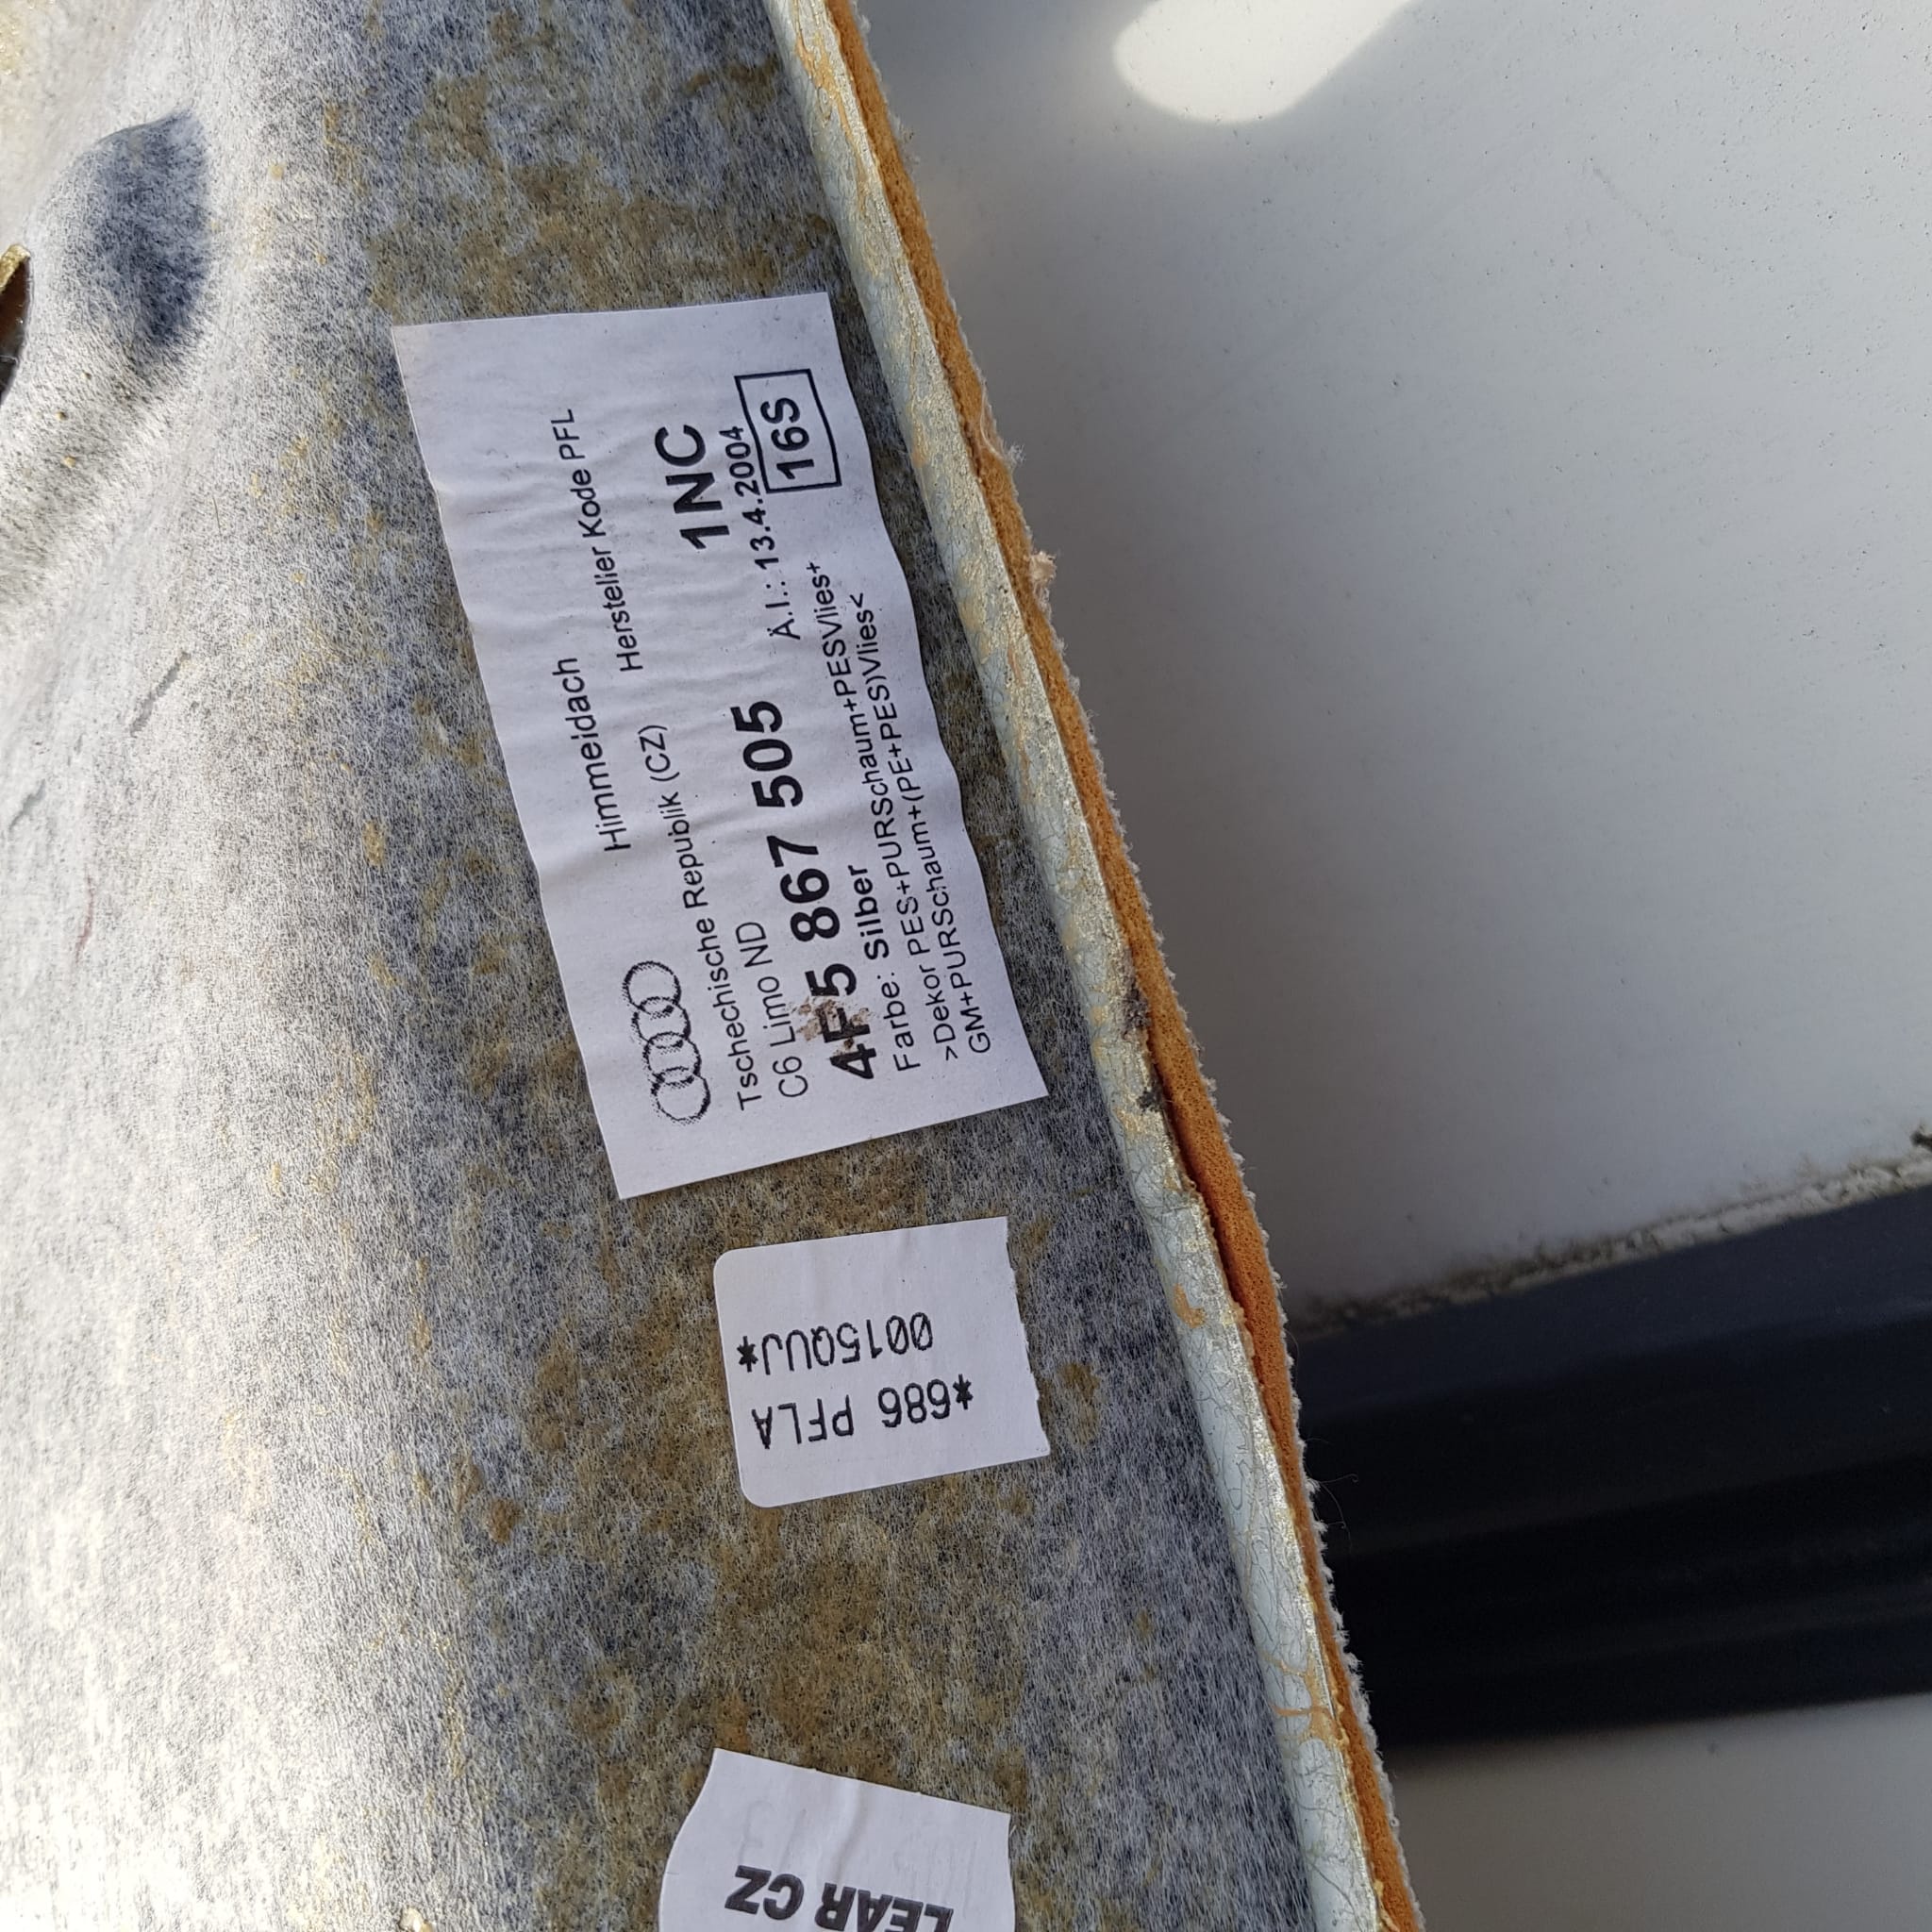 Himmeldach
Tschechische Republik (CZ) Hersteller Kode PFL
C6 Limo ND
4F5 867 505 1NC
Farbe: Silber Ä.I.: 13.4.2004
>Dekor PES+PURSchaum+PESVlies+
GM+PURSchaum+(PE+PES)Vlies<
16S
*686 PFLA
0015QUJ*
LEAR CZ